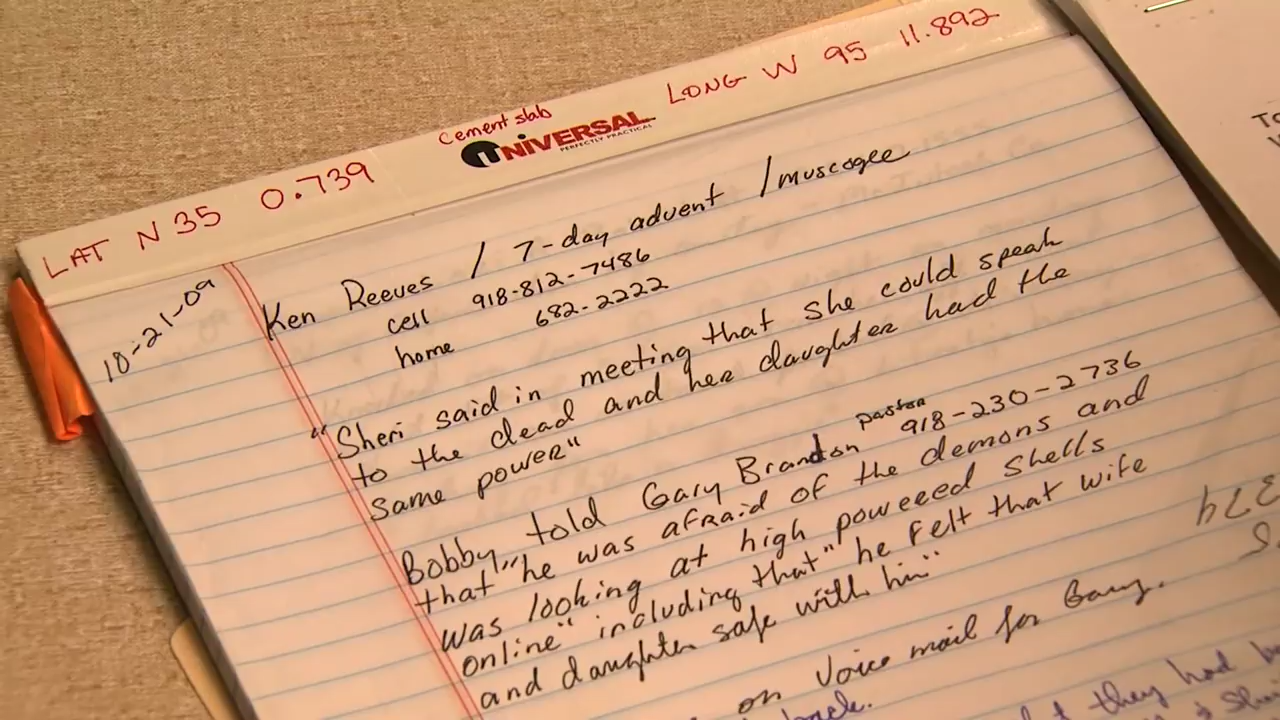 LAT N 35 0.739 LONG W 95 11.892
Cement slab
UNIVERSAL
PERFECTLY PRACTICAL
10-21-09
Ken Reeves / 7-day advent / muscogee
cell 918-812-7486
home 682-2222
"Sheri said in meeting that she could speak
to the dead and her daughter had the
same power"
pastor
Bobby told Gary Brandon 918-230-2736
that "he was afraid of the demons and
was looking at high powered shells
online" including that "he felt that wife
and daughter safe with him"
on voice mail for Gary.
back.
they had